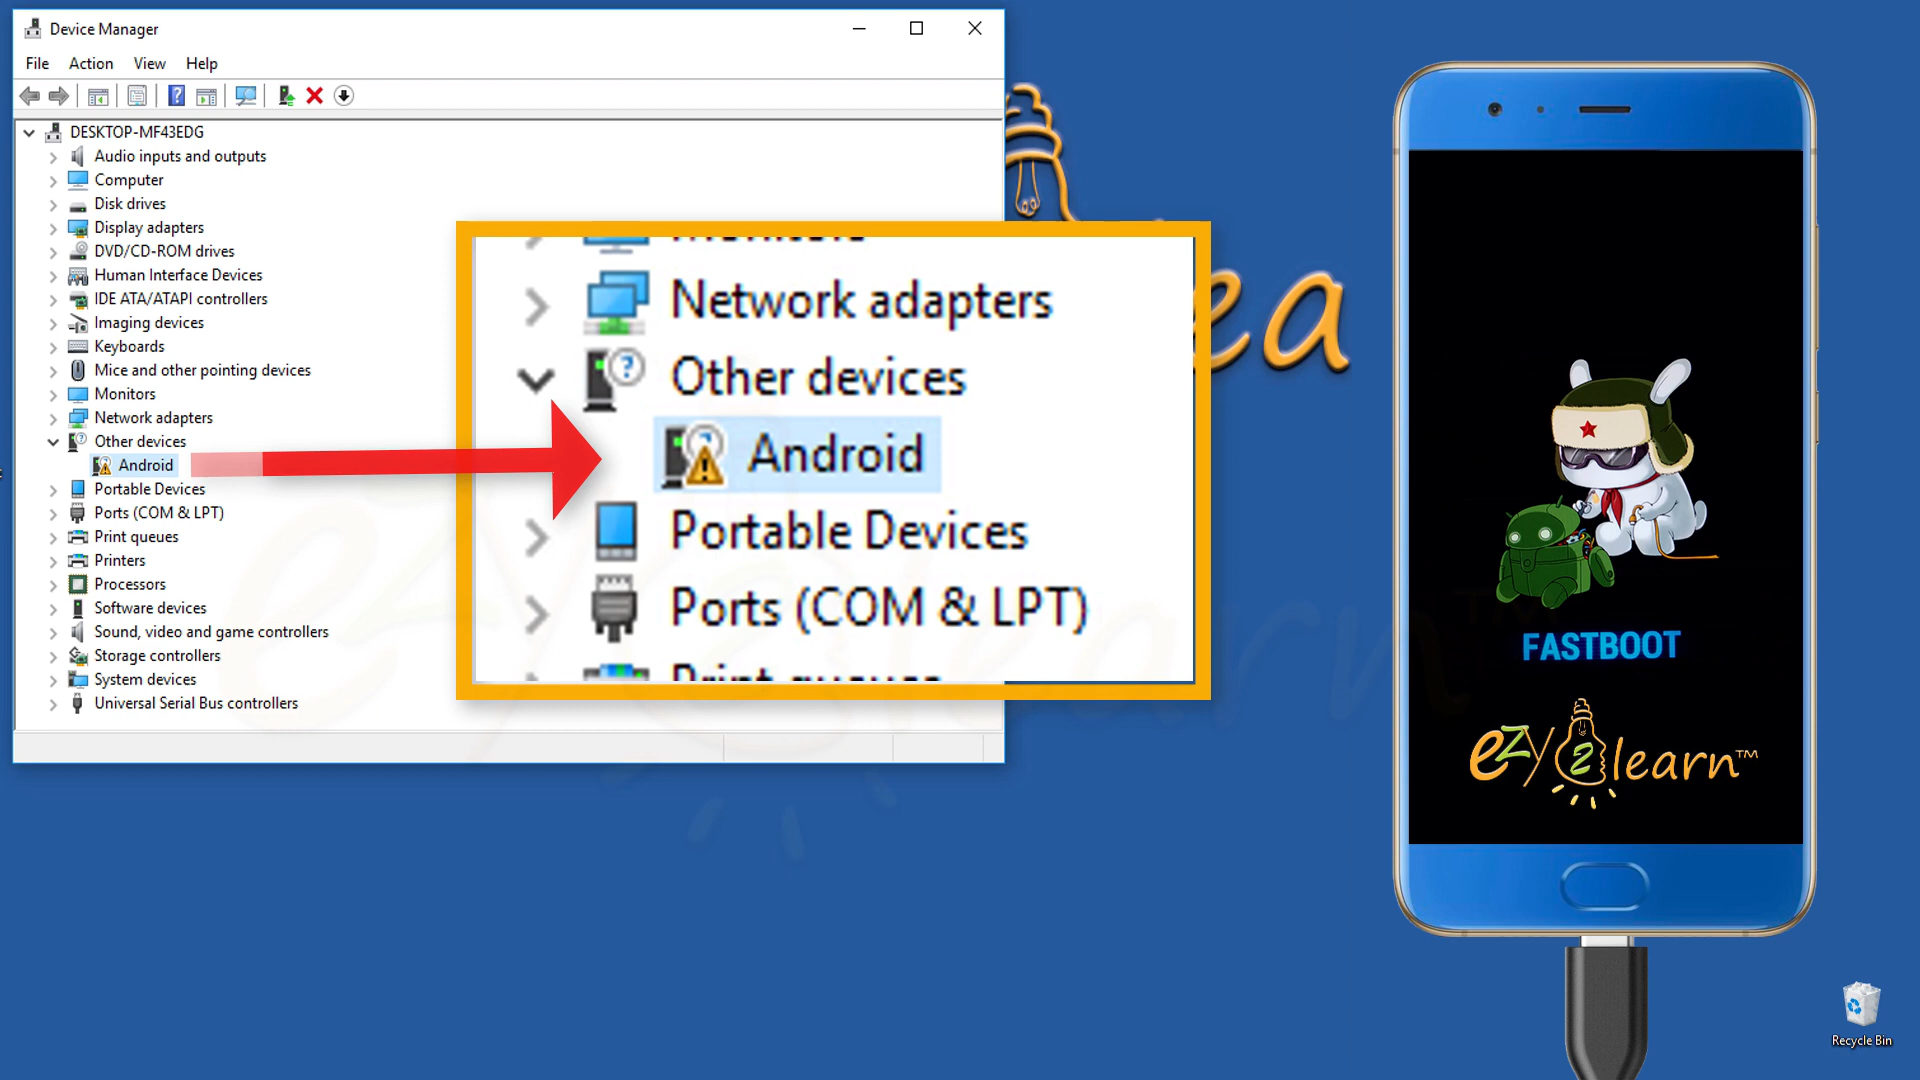 Device Manager
File Action View Help
DESKTOP-MF43EDG
Audio inputs and outputs
Computer
Disk drives
Display adapters
DVD/CD-ROM drives
Human Interface Devices
IDE ATA/ATAPI controllers
Imaging devices
Keyboards
Mice and other pointing devices
Monitors
Network adapters
Other devices
Android
Portable Devices
Ports (COM & LPT)
Print queues
Printers
Processors
Software devices
Sound, video and game controllers
Storage controllers
System devices
Universal Serial Bus controllers
Network adapters
Other devices
Android
Portable Devices
Ports (COM & LPT)
Print queues
ea
FASTBOOT
ezy2learn™
ezy2learn™
Recycle Bin